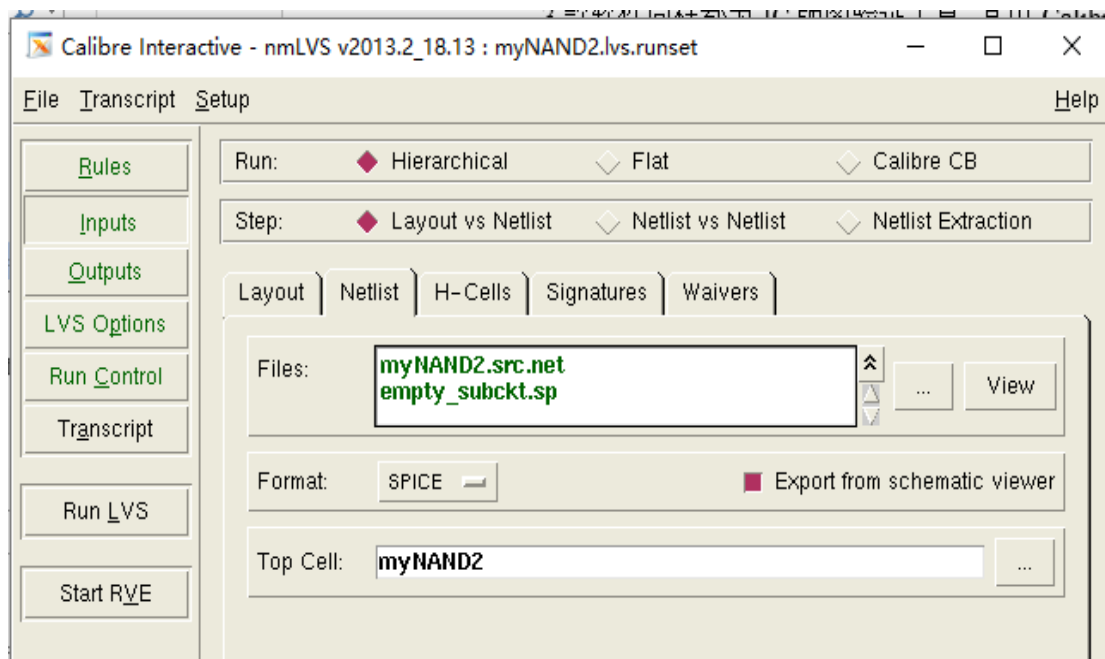 Calibre Interactive - nmLVS v2013.2_18.13 : myNAND2.lvs.runset
File Transcript Setup Help
Rules
Inputs
Outputs
LVS Options
Run Control
Transcript
Run LVS
Start RVE
Run: Hierarchical Flat Calibre CB
Step: Layout vs Netlist Netlist vs Netlist Netlist Extraction
Layout Netlist H-Cells Signatures Waivers
Files: myNAND2.src.net
empty_subckt.sp
... View
Format: SPICE Export from schematic viewer
Top Cell: myNAND2 ...